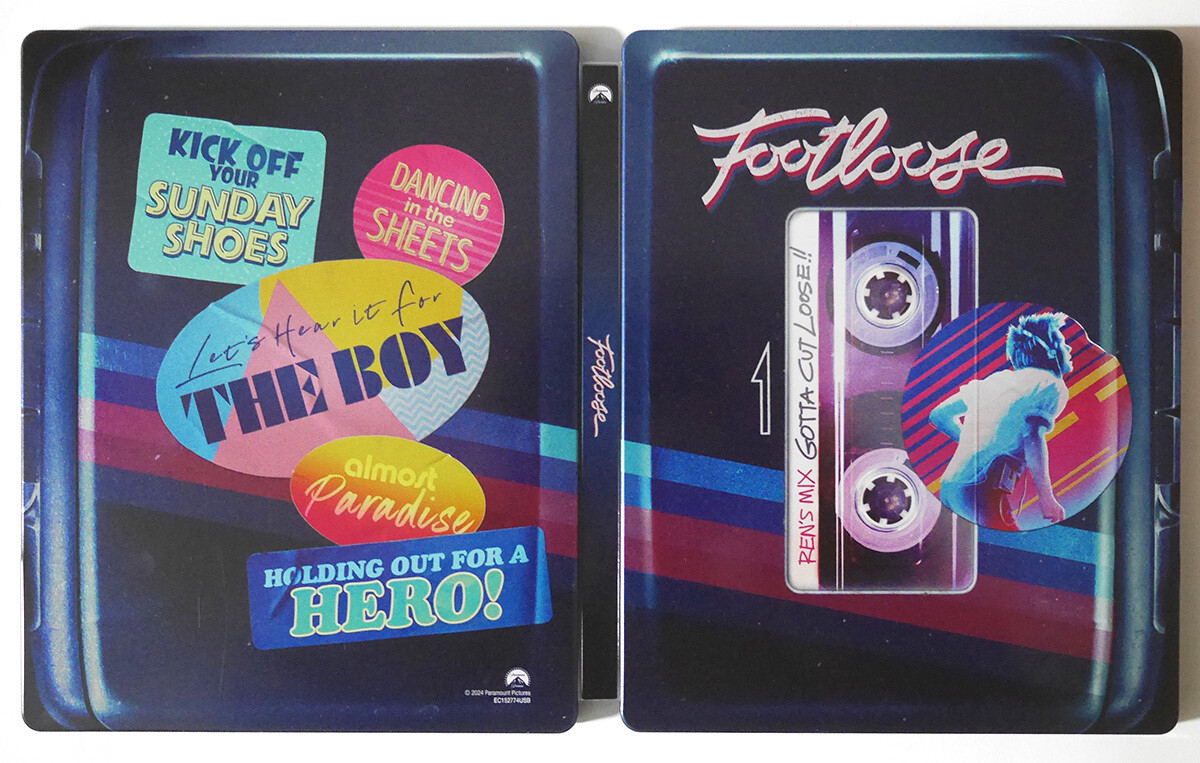 KICK OFF
YOUR
SUNDAY
SHOES
DANCING
in the
SHEETS
Let's Hear it for
THE BOY
almost
Paradise
HOLDING OUT FOR A
HERO!
© 2024 Paramount Pictures
EC152774USB
Paramount
Footloose
Footloose
REN'S MIX GOTTA CUT LOOSE!!